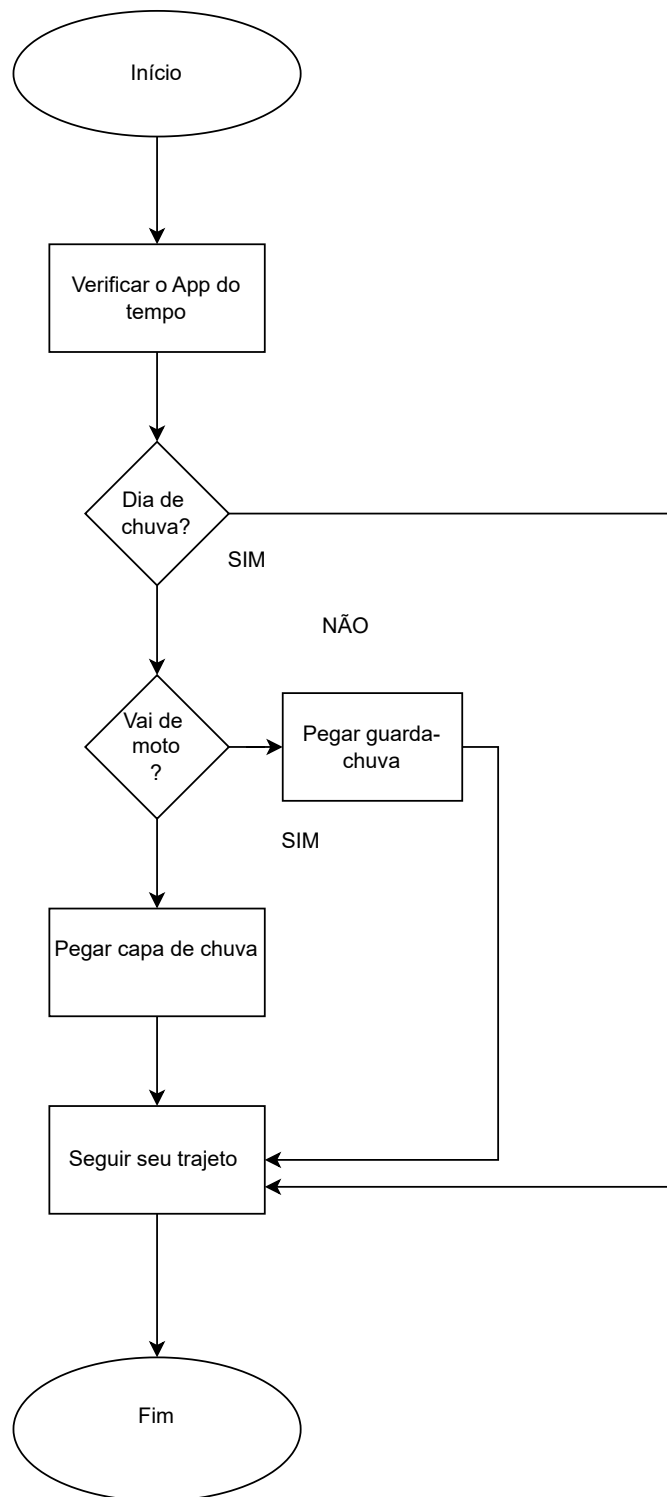 Início
Verificar o App do
tempo
Dia de
chuva?
SIM
NÃO
Vai de
moto
?
Pegar guarda-
chuva
SIM
Pegar capa de chuva
Seguir seu trajeto
Fim